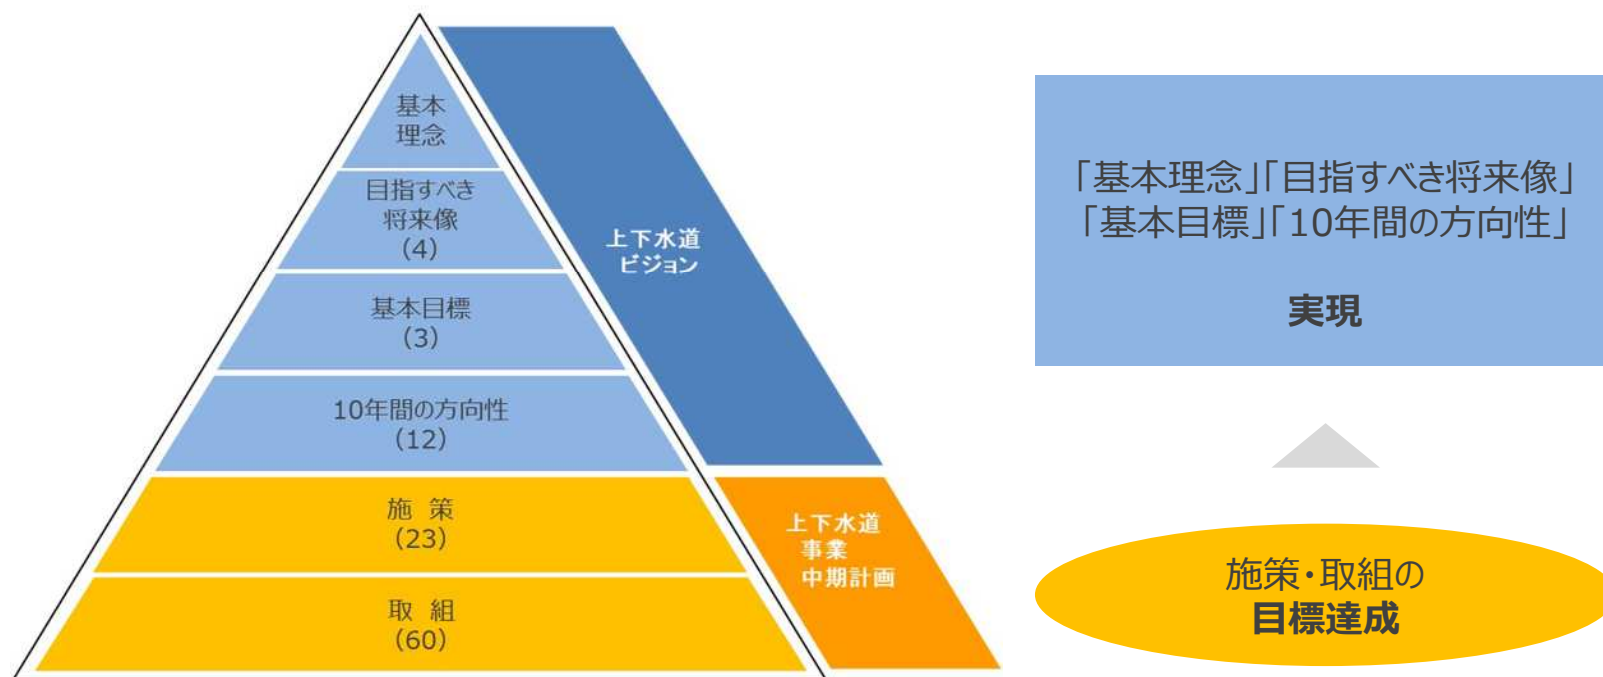 基本
理念
目指すべき
将来像
(4)
基本目標
(3)
10年間の方向性
(12)
施 策
(23)
取 組
(60)
上下水道
ビジョン
上下水道
事業
中期計画
「基本理念」「目指すべき将来像」
「基本目標」「10年間の方向性」
実現
施策・取組の
目標達成